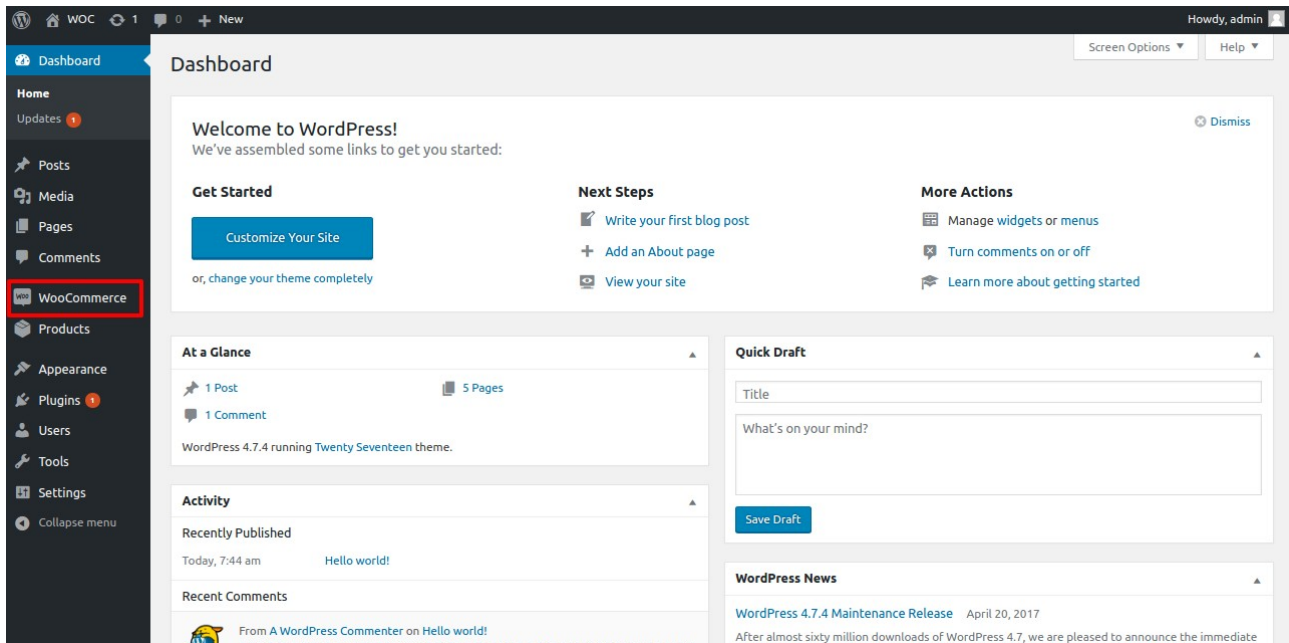 WOC 1 0 + New Howdy, admin
Screen Options ▼ Help ▼
Dashboard
Home
Updates 1
Posts
Media
Pages
Comments
WOO WooCommerce
Products
Appearance
Plugins 1
Users
Tools
Settings
Collapse menu
Dashboard
Welcome to WordPress!
Dismiss
We've assembled some links to get you started:
Get Started
Customize Your Site
or, change your theme completely
Next Steps
Write your first blog post
Add an About page
View your site
More Actions
Manage widgets or menus
Turn comments on or off
Learn more about getting started
At a Glance
1 Post 5 Pages
1 Comment
WordPress 4.7.4 running Twenty Seventeen theme.
Activity
Recently Published
Today, 7:44 am Hello world!
Recent Comments
From A WordPress Commenter on Hello world!
Quick Draft
Title
What's on your mind?
Save Draft
WordPress News
WordPress 4.7.4 Maintenance Release April 20, 2017
After almost sixty million downloads of WordPress 4.7, we are pleased to announce the immediate